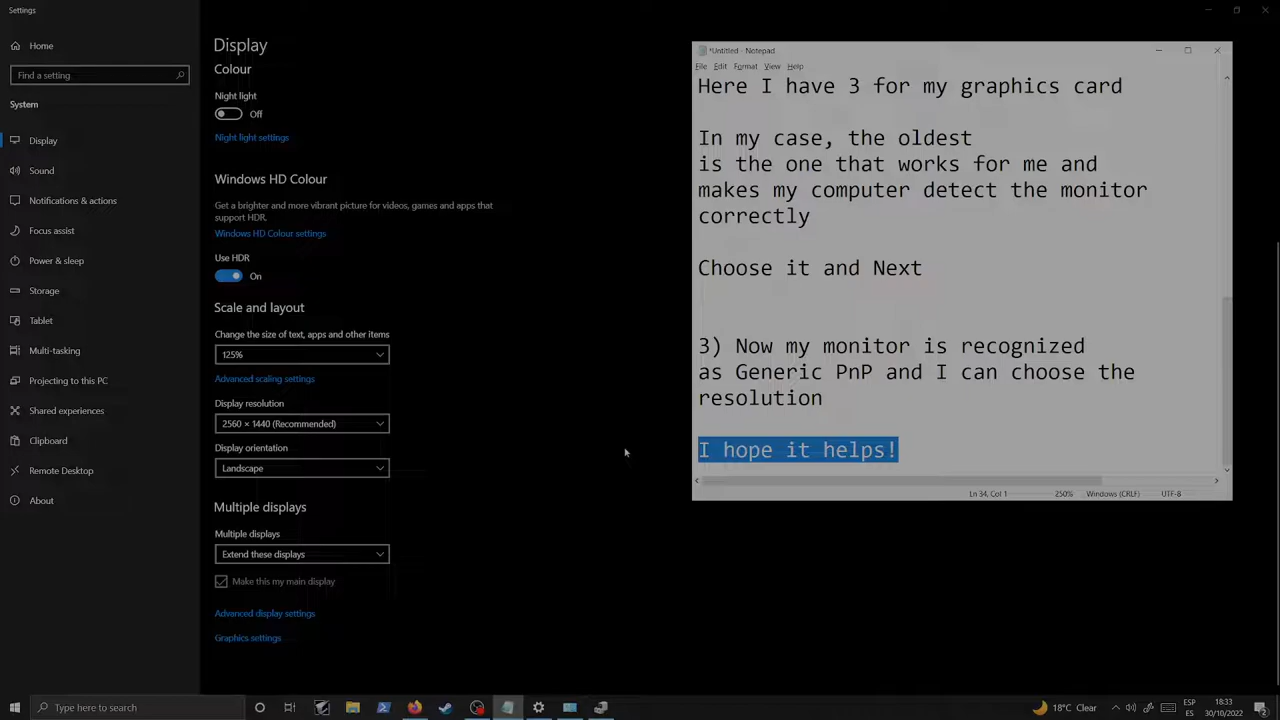 Settings
Home
Find a setting
System
Display
Sound
Notifications & actions
Focus assist
Power & sleep
Storage
Tablet
Multi-tasking
Projecting to this PC
Shared experiences
Clipboard
Remote Desktop
About
Display
Colour
Night light
Off
Night light settings
Windows HD Colour
Get a brighter and more vibrant picture for videos, games and apps that
support HDR.
Windows HD Colour settings
Use HDR
On
Scale and layout
Change the size of text, apps and other items
125%
Advanced scaling settings
Display resolution
2560 × 1440 (Recommended)
Display orientation
Landscape
Multiple displays
Multiple displays
Extend these displays
Make this my main display
Advanced display settings
Graphics settings
*Untitled - Notepad
File Edit Format View Help
Here I have 3 for my graphics card
In my case, the oldest
is the one that works for me and
makes my computer detect the monitor
correctly
Choose it and Next
3) Now my monitor is recognized
as Generic PnP and I can choose the
resolution
I hope it helps!
Ln 34, Col 1 250% Windows (CRLF) UTF-8
Type here to search
18°C Clear
ESP
ES
18:33
30/10/2022
2